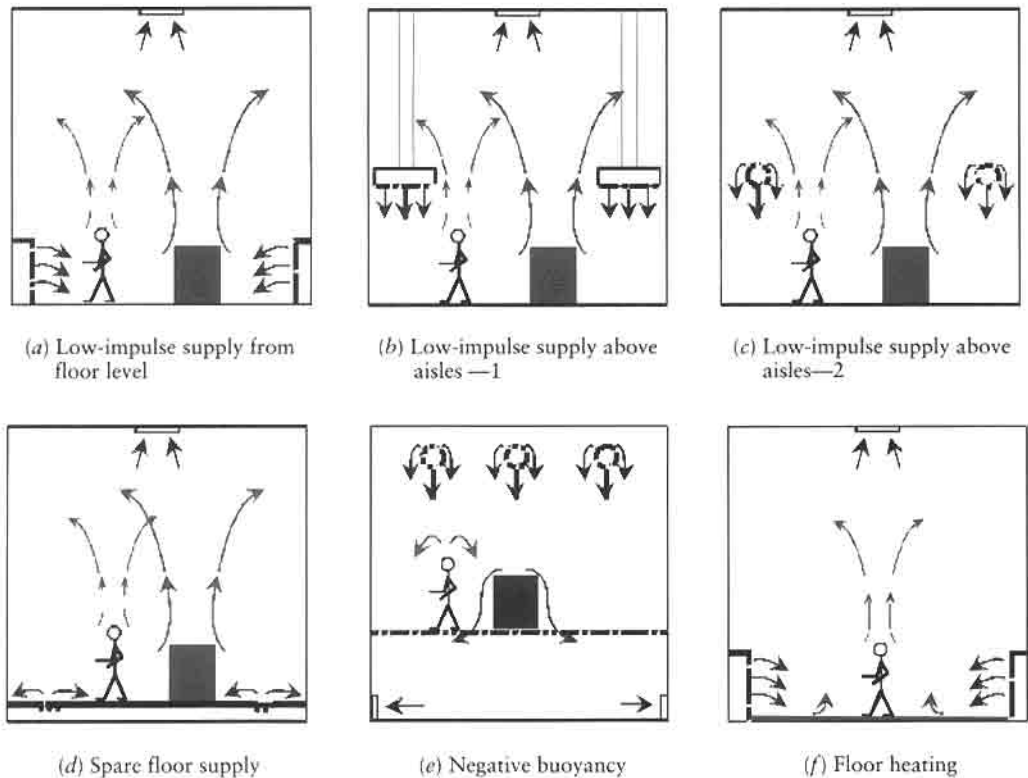 (a) Low-impulse supply from
floor level
(b) Low-impulse supply above
aisles —1
(c) Low-impulse supply above
aisles—2
(d) Spare floor supply
(e) Negative buoyancy
(f) Floor heating